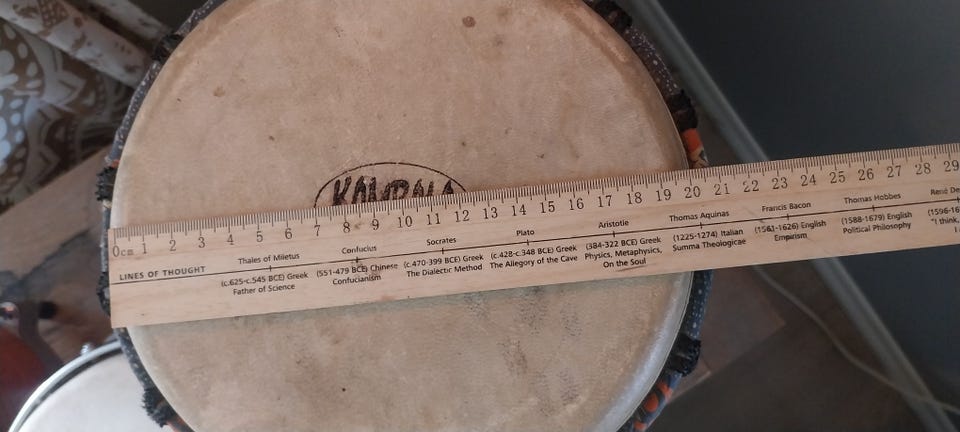 KAMBALA
0cm 1 2 3 4 5 6 7 8 9 10 11 12 13 14 15 16 17 18 19 20 21 22 23 24 25 26 27 28 29
LINES OF THOUGHT
Thales of Miletus
(c.625-c.545 BCE) Greek
Father of Science
Confucius
(551-479 BCE) Chinese
Confucianism
Socrates
(c.470-399 BCE) Greek
The Dialectic Method
Plato
(c.428-c.348 BCE) Greek
The Allegory of the Cave
Aristotle
(384-322 BCE) Greek
Physics, Metaphysics,
On the Soul
Thomas Aquinas
(1225-1274) Italian
Summa Theologicae
Francis Bacon
(1561-1626) English
Empirism
Thomas Hobbes
(1588-1679) English
Political Philosophy
René De
(1596-16
"I think,